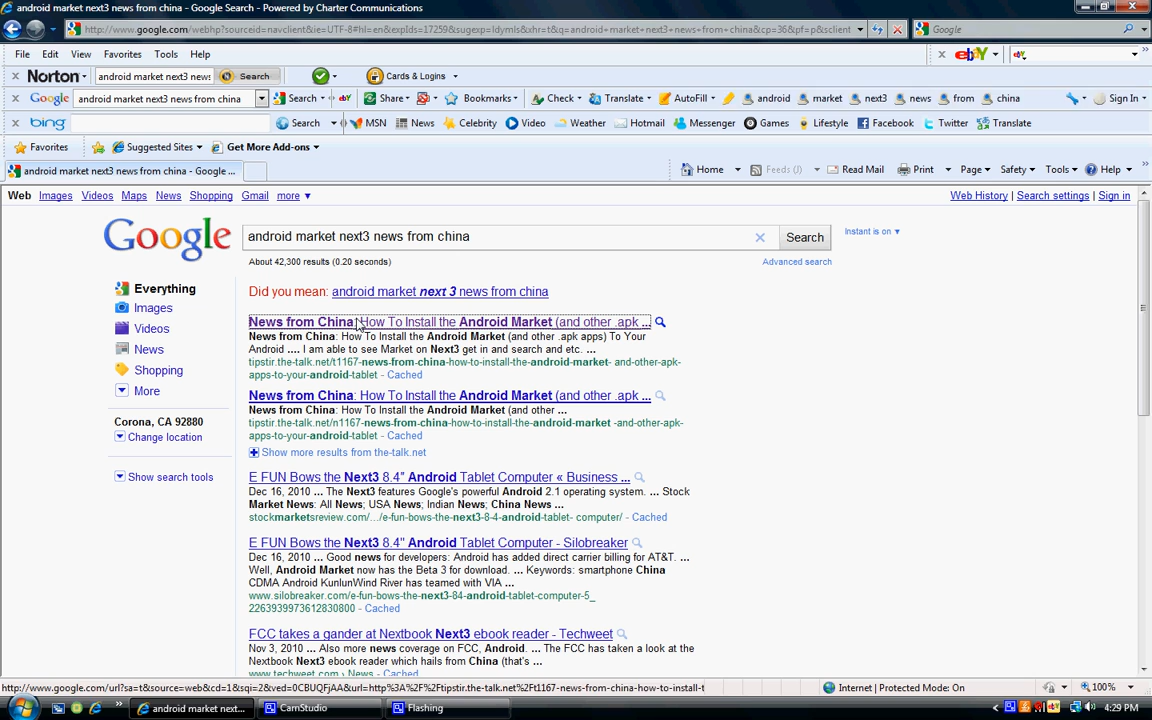 android market next3 news from china - Google Search - Powered by Charter Communications
http://www.google.com/webhp?sourceid=navclient&ie=UTF-8#hl=en&expIds=17259&sugexp=ldymls&xhr=t&q=android+market+next3+news+from+china&cp=36&pf=p&sclient
Google
File Edit View Favorites Tools Help
ebY
Norton android market next3 news Search Cards & Logins
Google android market next3 news from china Search Share Bookmarks Check Translate AutoFill android market next3 news from china Sign In
bing Search MSN News Celebrity Video Weather Hotmail Messenger Games Lifestyle Facebook Twitter Translate
Favorites Suggested Sites Get More Add-ons
android market next3 news from china - Google ... Home Feeds (J) Read Mail Print Page Safety Tools Help
Web Images Videos Maps News Shopping Gmail more Web History | Search settings | Sign in
Google android market next3 news from china Search Instant is on
About 42,300 results (0.20 seconds) Advanced search
Everything
Images
Videos
News
Shopping
More
Corona, CA 92880
Change location
Show search tools
Did you mean: android market next 3 news from china
News from China: How To Install the Android Market (and other .apk ...
News from China: How To Install the Android Market (and other .apk apps) To Your
Android .... I am able to see Market on Next3 get in and search and etc. ...
tipstir.the-talk.net/t1167-news-from-china-how-to-install-the-android-market- and-other-apk-
apps-to-your-android-tablet - Cached
News from China: How To Install the Android Market (and other .apk ...
News from China: How To Install the Android Market (and other ...
tipstir.the-talk.net/n1167-news-from-china-how-to-install-the-android-market -and-other-apk-
apps-to-your-android-tablet - Cached
Show more results from the-talk.net
E FUN Bows the Next3 8.4″ Android Tablet Computer « Business ...
Dec 16, 2010 ... The Next3 features Google's powerful Android 2.1 operating system. ... Stock
Market News: All News; USA News; Indian News; China News ...
stockmarketsreview.com/.../e-fun-bows-the-next3-8-4-android-tablet- computer/ - Cached
E FUN Bows the Next3 8.4" Android Tablet Computer - Silobreaker
Dec 16, 2010 ... Good news for developers: Android has added direct carrier billing for AT&T. ...
Well, Android Market now has the Beta 3 for download. ... Keywords: smartphone China
CDMA Android KunlunWind River has teamed with VIA ...
www.silobreaker.com/e-fun-bows-the-next3-84-android-tablet-computer-5_
2263939973612830800 - Cached
FCC takes a gander at Nextbook Next3 ebook reader - Techweet
Nov 3, 2010 ... Also more news coverage on FCC, Android. ... The FCC has taken a look at the
Nextbook Next3 ebook reader which hails from China (that's ...
www.techweet.com › News - Cached
http://www.google.com/url?sa=t&source=web&cd=1&sqi=2&ved=0CBUQFjAA&url=http%3A%2F%2Ftipstir.the-talk.net%2Ft1167-news-from-china-how-to-install-t Internet | Protected Mode: On 100%
android market next... CamStudio Flashing 4:29 PM